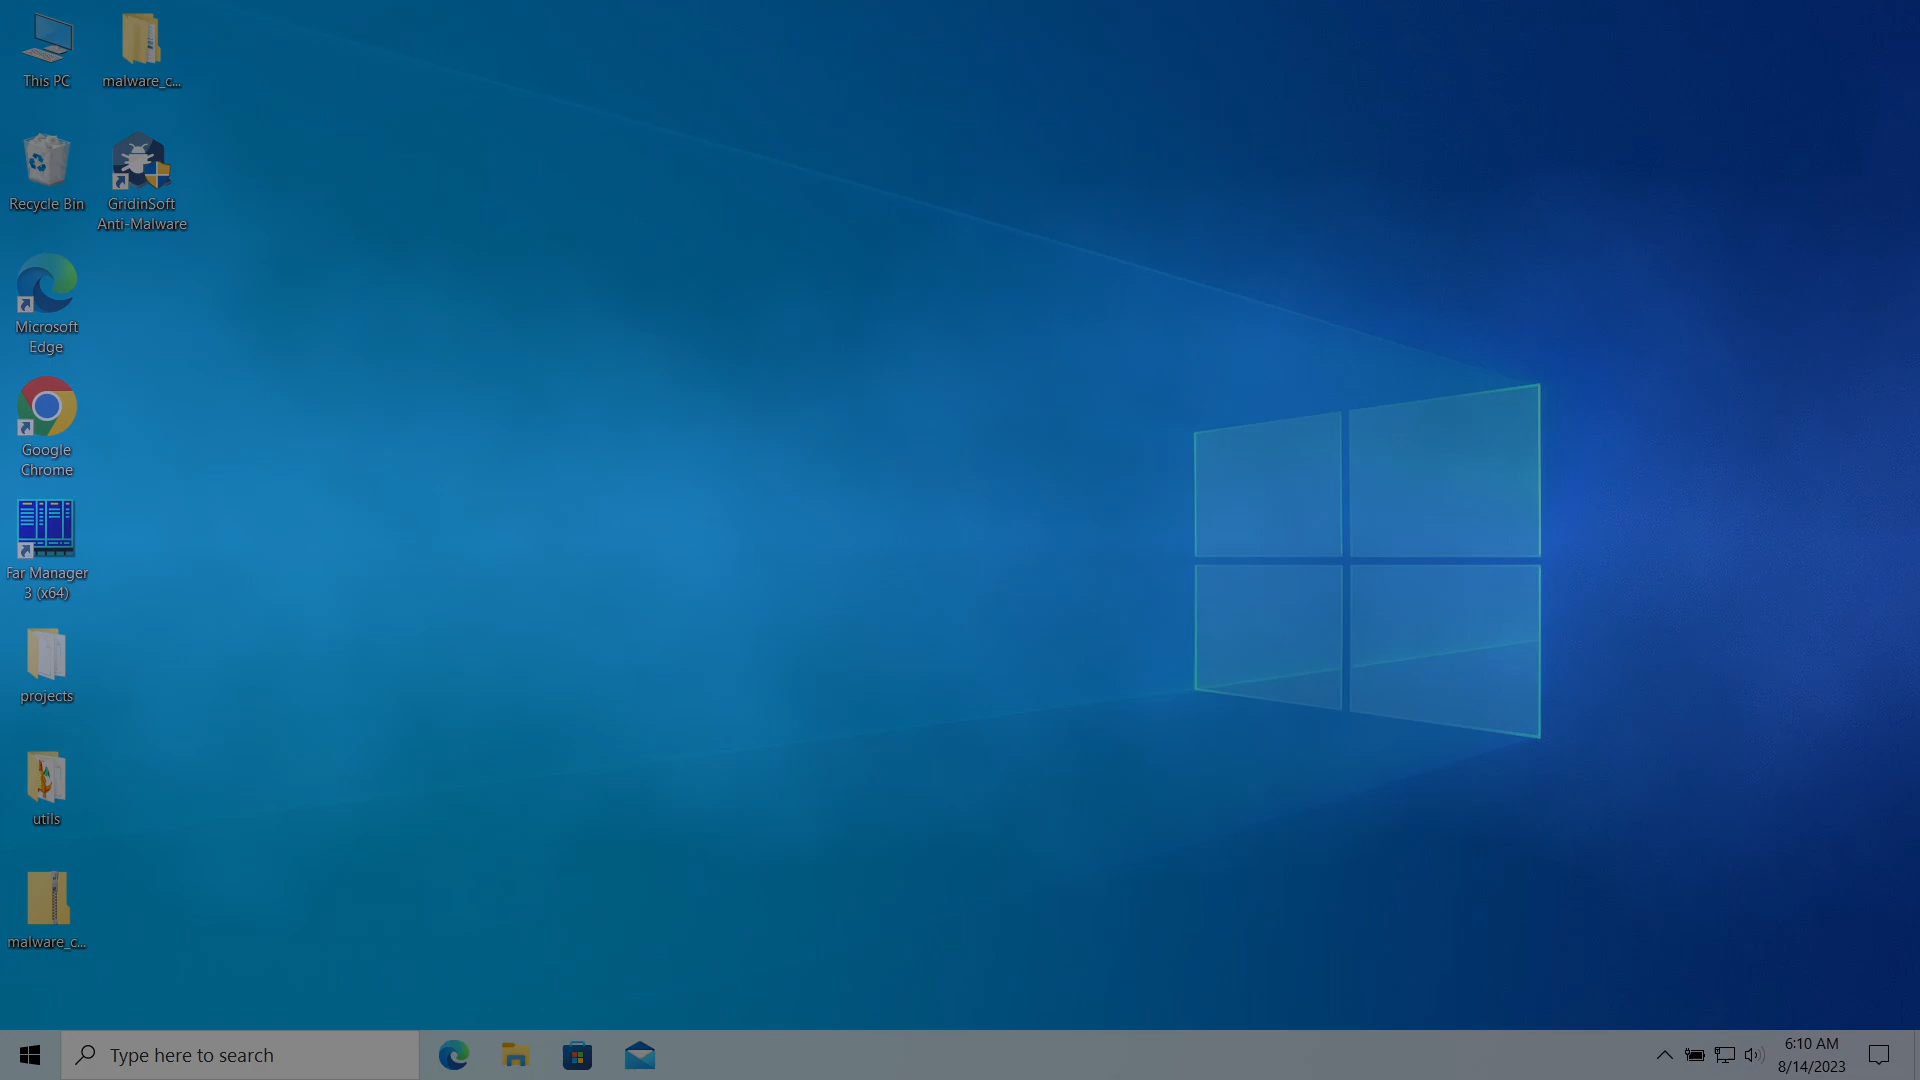 This PC
malware_c...
Recycle Bin
GridinSoft
Anti-Malware
Microsoft
Edge
Google
Chrome
Far Manager
3 (x64)
projects
utils
malware_c...
Type here to search
6:10 AM
8/14/2023